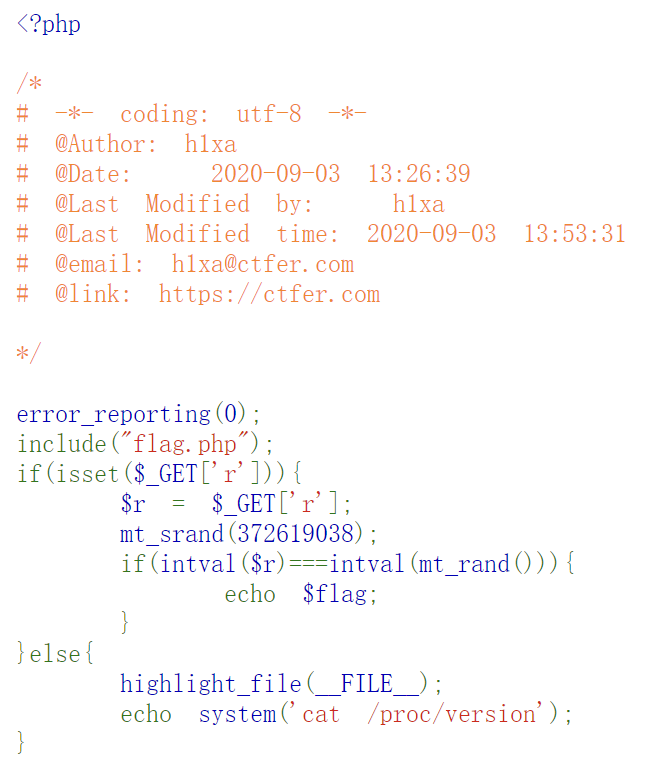 <?php
/*
# -*- coding: utf-8 -*-
# @Author: h1xa
# @Date:   2020-09-03 13:26:39
# @Last Modified by:   h1xa
# @Last Modified time: 2020-09-03 13:53:31
# @email: h1xa@ctfer.com
# @link: https://ctfer.com
*/
error_reporting(0);
include("flag.php");
if(isset($_GET['r'])){
    $r = $_GET['r'];
    mt_srand(372619038);
    if(intval($r)===intval(mt_rand())){
        echo $flag;
    }
}else{
    highlight_file(__FILE__);
    echo system('cat /proc/version');
}